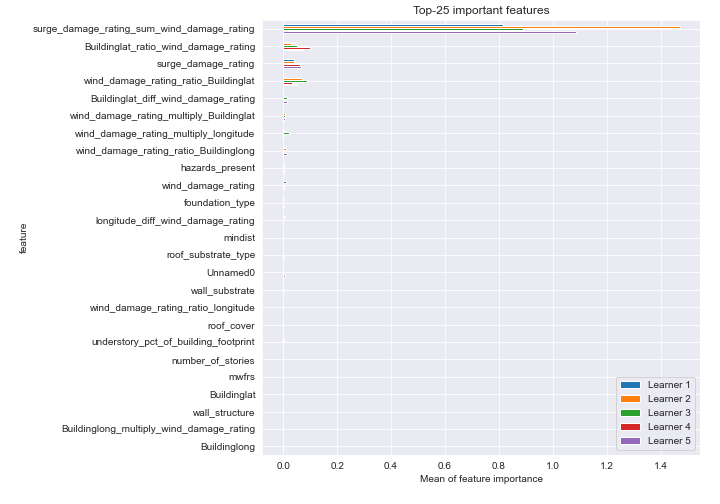 Top-25 important features
surge_damage_rating_sum_wind_damage_rating
Buildinglat_ratio_wind_damage_rating
surge_damage_rating
wind_damage_rating_ratio_Buildinglat
Buildinglat_diff_wind_damage_rating
wind_damage_rating_multiply_Buildinglat
wind_damage_rating_multiply_longitude
wind_damage_rating_ratio_Buildinglong
hazards_present
wind_damage_rating
foundation_type
longitude_diff_wind_damage_rating
mindist
roof_substrate_type
Unnamed0
wall_substrate
wind_damage_rating_ratio_longitude
roof_cover
understory_pct_of_building_footprint
number_of_stories
mwfrs
Buildinglat
wall_structure
Buildinglong_multiply_wind_damage_rating
Buildinglong
feature
Learner 1
Learner 2
Learner 3
Learner 4
Learner 5
0.0 0.2 0.4 0.6 0.8 1.0 1.2 1.4
Mean of feature importance